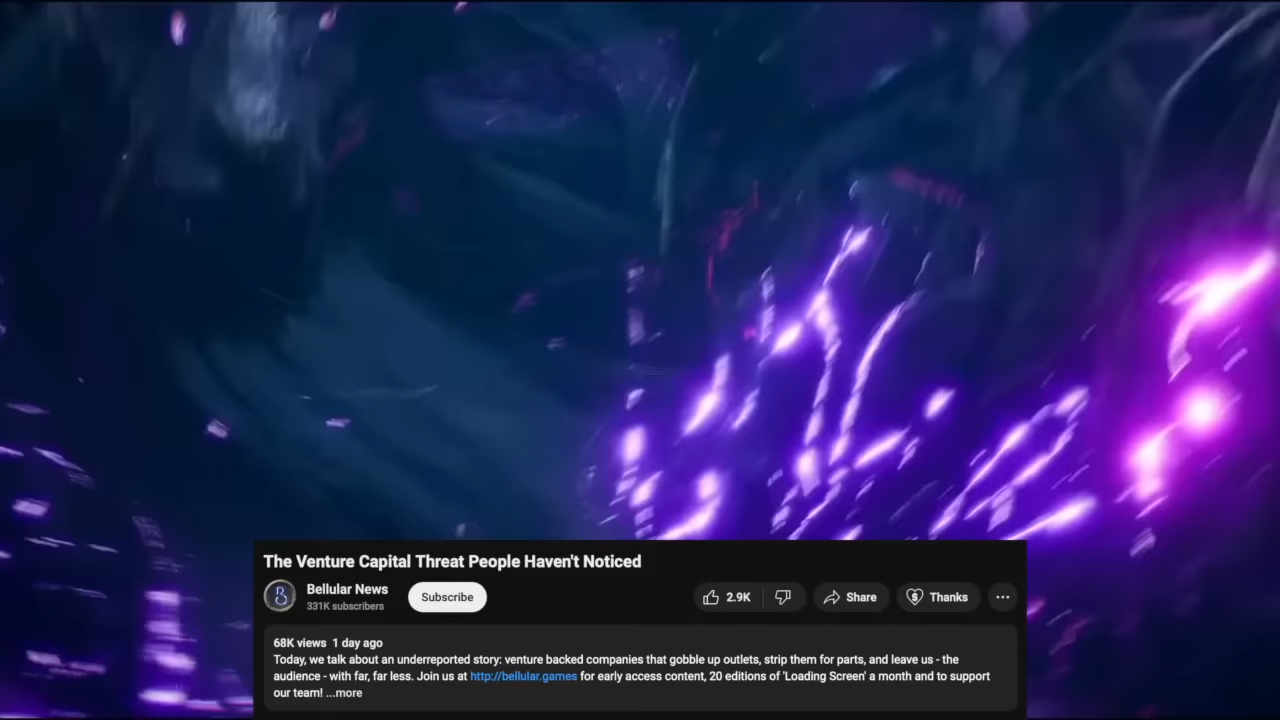 The Venture Capital Threat People Haven't Noticed
Bellular News
331K subscribers
Subscribe
2.9K
Share
Thanks
68K views 1 day ago
Today, we talk about an underreported story: venture backed companies that gobble up outlets, strip them for parts, and leave us - the
audience - with far, far less. Join us at http://bellular.games for early access content, 20 editions of 'Loading Screen' a month and to support
our team! ...more